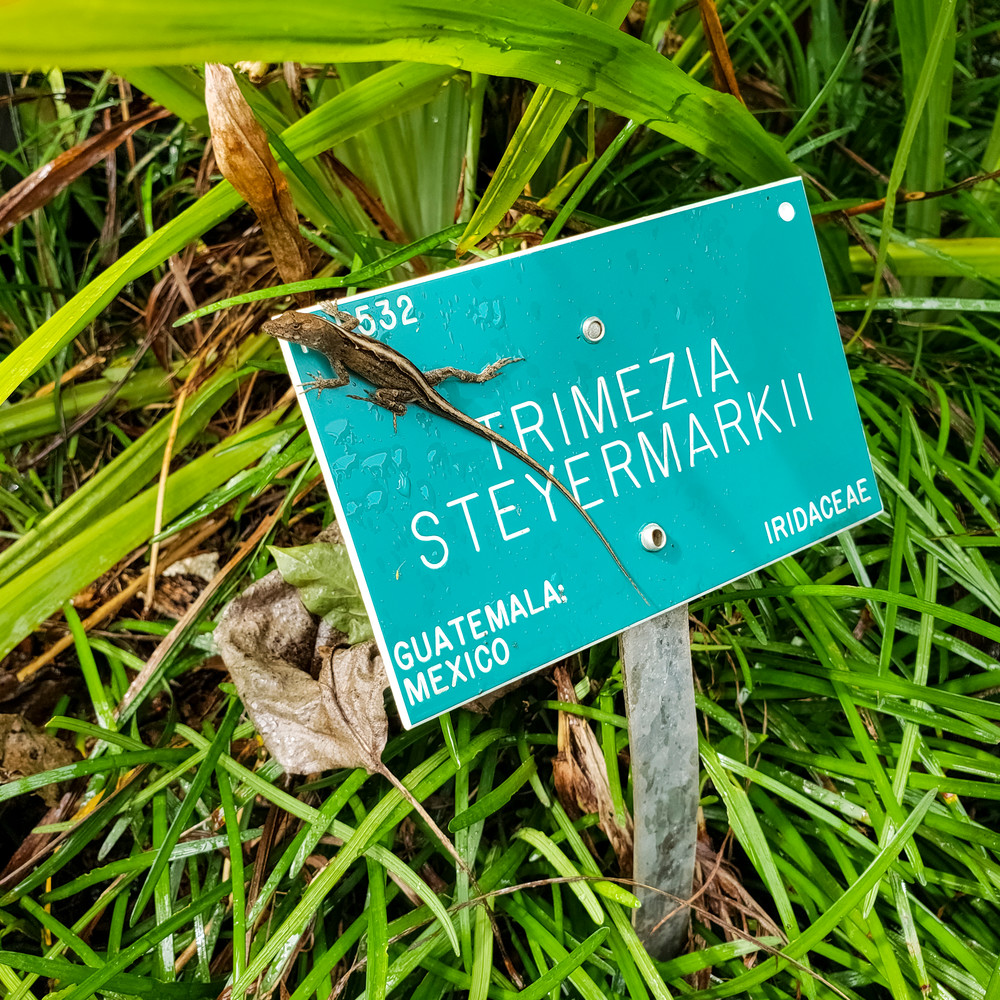 532
TRIMEZIA
STEYERMARKII
IRIDACEAE
GUATEMALA;
MEXICO